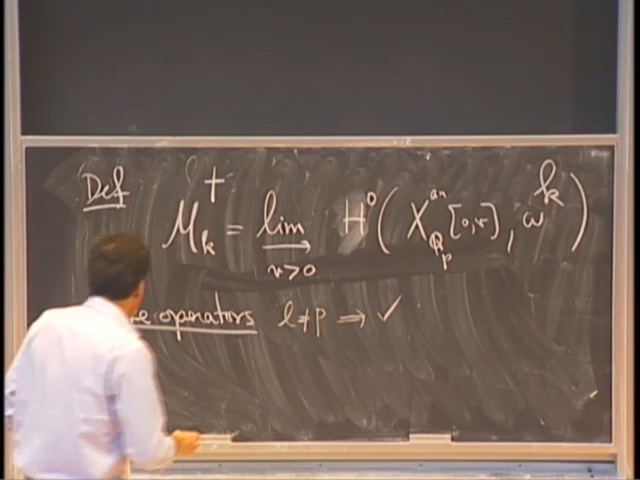 Def M_k^† = lim_{→ v>0} H^0( X^{an}_{Q_p}[0,v], ω^k )
operators l≠p ⇒ ✓